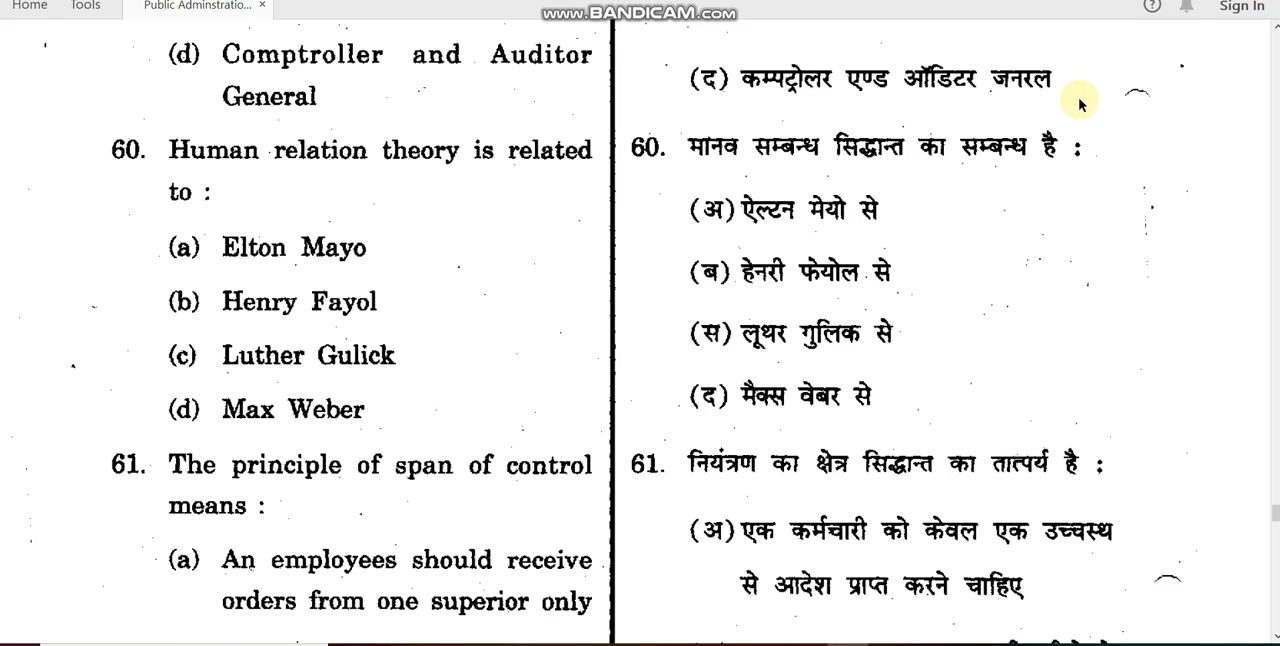 Home Tools Public Adminstratio... × Sign In
www.BANDICAM.com
(d) Comptroller and Auditor
General
60. Human relation theory is related
to :
(a) Elton Mayo
(b) Henry Fayol
(c) Luther Gulick
(d) Max Weber
61. The principle of span of control
means :
(a) An employees should receive
orders from one superior only
(द) कम्पट्रोलर एण्ड ऑडिटर जनरल
60. मानव सम्बन्ध सिद्धान्त का सम्बन्ध है :
(अ) ऐल्टन मेयो से
(ब) हेनरी फेयोल से
(स) लूथर गुलिक से
(द) मैक्स वेबर से
61. नियंत्रण का क्षेत्र सिद्धान्त का तात्पर्य है :
(अ) एक कर्मचारी को केवल एक उच्चस्थ
से आदेश प्राप्त करने चाहिए